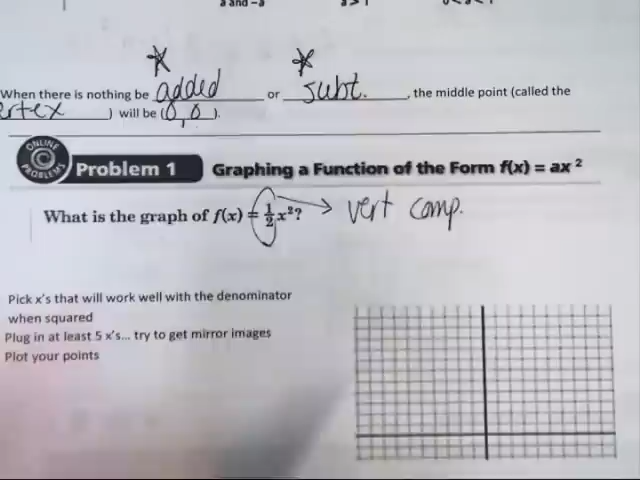 a and -a
★ ★
When there is nothing be added or subt. , the middle point (called the
ertex ) will be (0, 0).
ONLINE PROBLEMS Problem 1 Graphing a Function of the Form f(x) = ax²
What is the graph of f(x) = ½x²? → vert comp.
Pick x's that will work well with the denominator
when squared
Plug in at least 5 x's... try to get mirror images
Plot your points